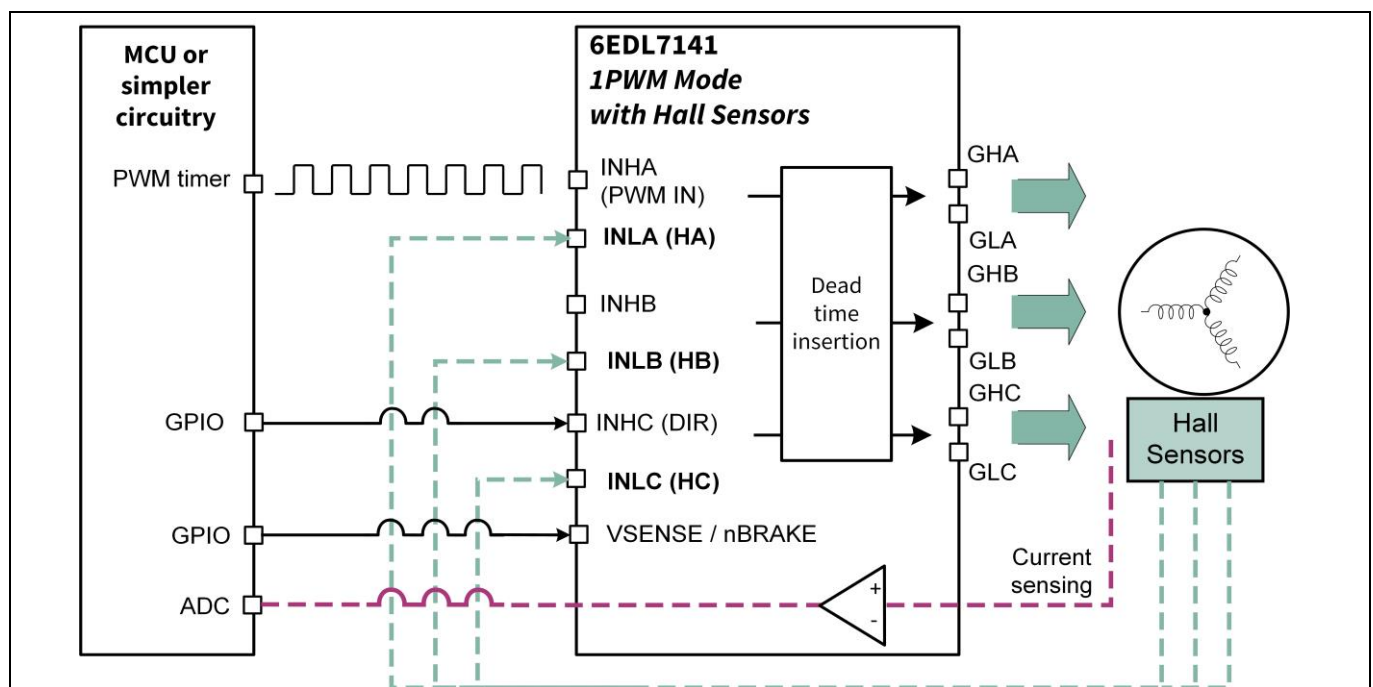 MCU or
simpler
circuitry
PWM timer
GPIO
GPIO
ADC
6EDL7141
1PWM Mode
with Hall Sensors
INHA
(PWM IN)
INLA (HA)
INHB
INLB (HB)
INHC (DIR)
INLC (HC)
VSENSE / nBRAKE
Dead
time
insertion
+
-
GHA
GLA
GHB
GLB
GHC
GLC
Current
sensing
Hall
Sensors